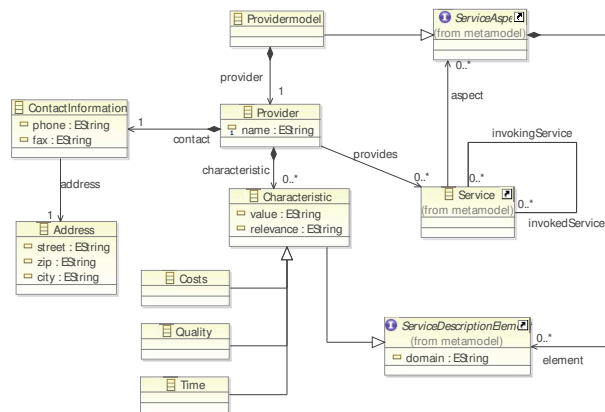 Providermodel
ServiceAspe
(from metamodel)
provider
1
0..*
aspect
ContactInformation
phone : EString
fax : EString
1
contact
Provider
name : EString
provides
0..*
invokingService
0..*
characteristic
0..*
address
1
Characteristic
value : EString
relevance : EString
Service
(from metamodel)
0..*
invokedService
Address
street : EString
zip : EString
city : EString
Costs
Quality
Time
ServiceDescriptionEleme
(from metamodel)
domain : EString
0..*
element